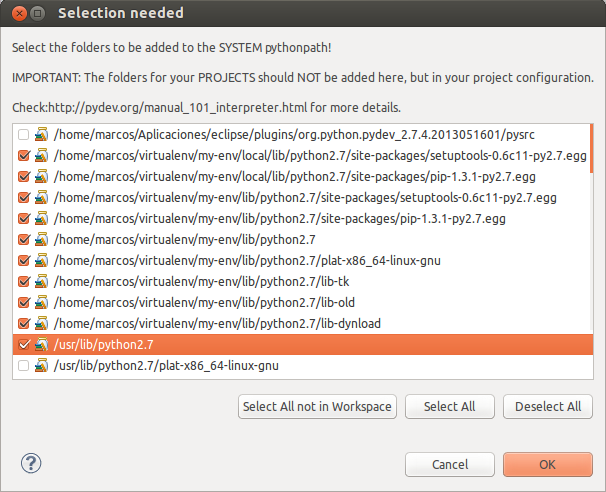 Selection needed
Select the folders to be added to the SYSTEM pythonpath!
IMPORTANT: The folders for your PROJECTS should NOT be added here, but in your project configuration.
Check:http://pydev.org/manual_101_interpreter.html for more details.
/home/marcos/Aplicaciones/eclipse/plugins/org.python.pydev_2.7.4.2013051601/pysrc
/home/marcos/virtualenv/my-env/local/lib/python2.7/site-packages/setuptools-0.6c11-py2.7.egg
/home/marcos/virtualenv/my-env/local/lib/python2.7/site-packages/pip-1.3.1-py2.7.egg
/home/marcos/virtualenv/my-env/lib/python2.7/site-packages/setuptools-0.6c11-py2.7.egg
/home/marcos/virtualenv/my-env/lib/python2.7/site-packages/pip-1.3.1-py2.7.egg
/home/marcos/virtualenv/my-env/lib/python2.7
/home/marcos/virtualenv/my-env/lib/python2.7/plat-x86_64-linux-gnu
/home/marcos/virtualenv/my-env/lib/python2.7/lib-tk
/home/marcos/virtualenv/my-env/lib/python2.7/lib-old
/home/marcos/virtualenv/my-env/lib/python2.7/lib-dynload
/usr/lib/python2.7
/usr/lib/python2.7/plat-x86_64-linux-gnu
Select All not in Workspace Select All Deselect All
? Cancel OK